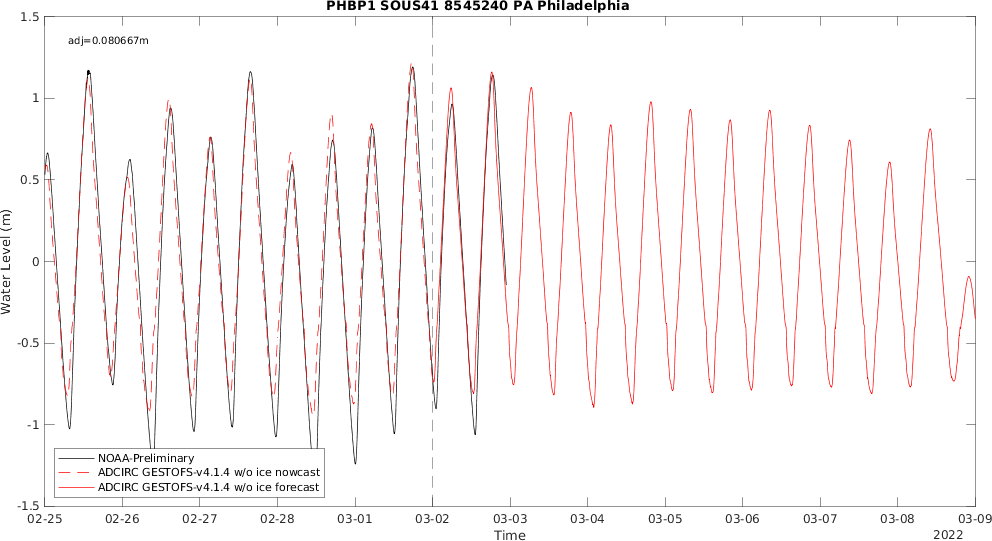 PHBP1 SOUS41 8545240 PA Philadelphia
adj=0.080667m
1.5
1
0.5
0
-0.5
-1
-1.5
Water Level (m)
NOAA-Preliminary
ADCIRC GESTOFS-v4.1.4 w/o ice nowcast
ADCIRC GESTOFS-v4.1.4 w/o ice forecast
02-25 02-26 02-27 02-28 03-01 03-02 03-03 03-04 03-05 03-06 03-07 03-08 03-09
Time
2022